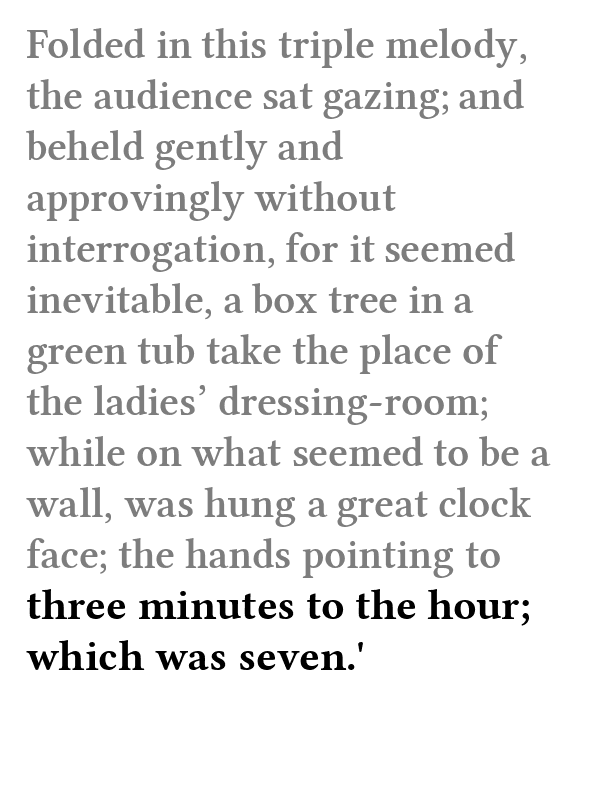 Folded in this triple melody,
the audience sat gazing; and
beheld gently and
approvingly without
interrogation, for it seemed
inevitable, a box tree in a
green tub take the place of
the ladies’ dressing-room;
while on what seemed to be a
wall, was hung a great clock
face; the hands pointing to
three minutes to the hour;
which was seven.'